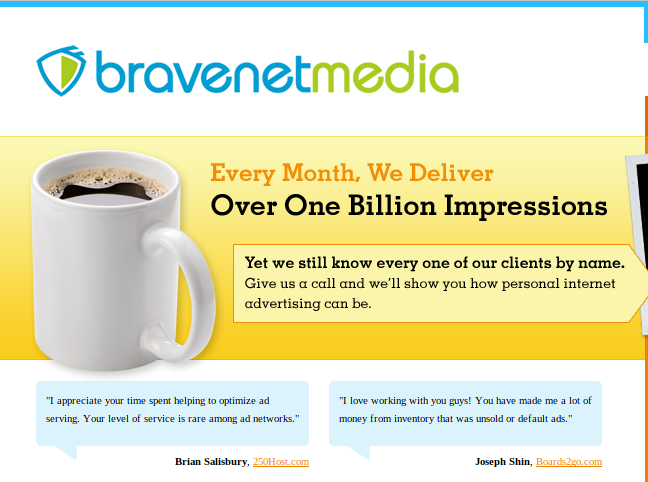 bravenetmedia
Every Month, We Deliver
Over One Billion Impressions
Yet we still know every one of our clients by name.
Give us a call and we'll show you how personal internet
advertising can be.
"I appreciate your time spent helping to optimize ad
serving. Your level of service is rare among ad networks."
Brian Salisbury, 250Host.com
"I love working with you guys! You have made me a lot of
money from inventory that was unsold or default ads."
Joseph Shin, Boards2go.com